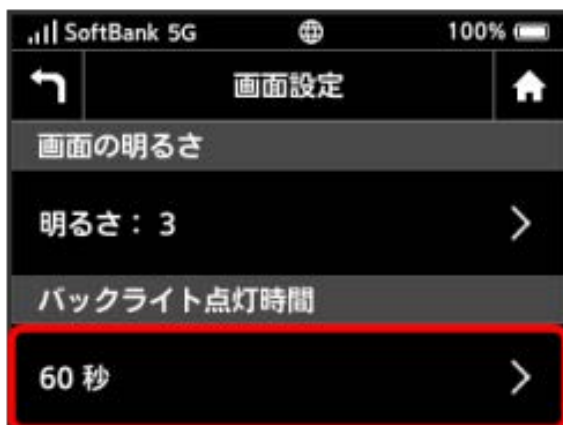 SoftBank 5G 100%
画面設定
画面の明るさ
明るさ： 3
バックライト点灯時間
60 秒